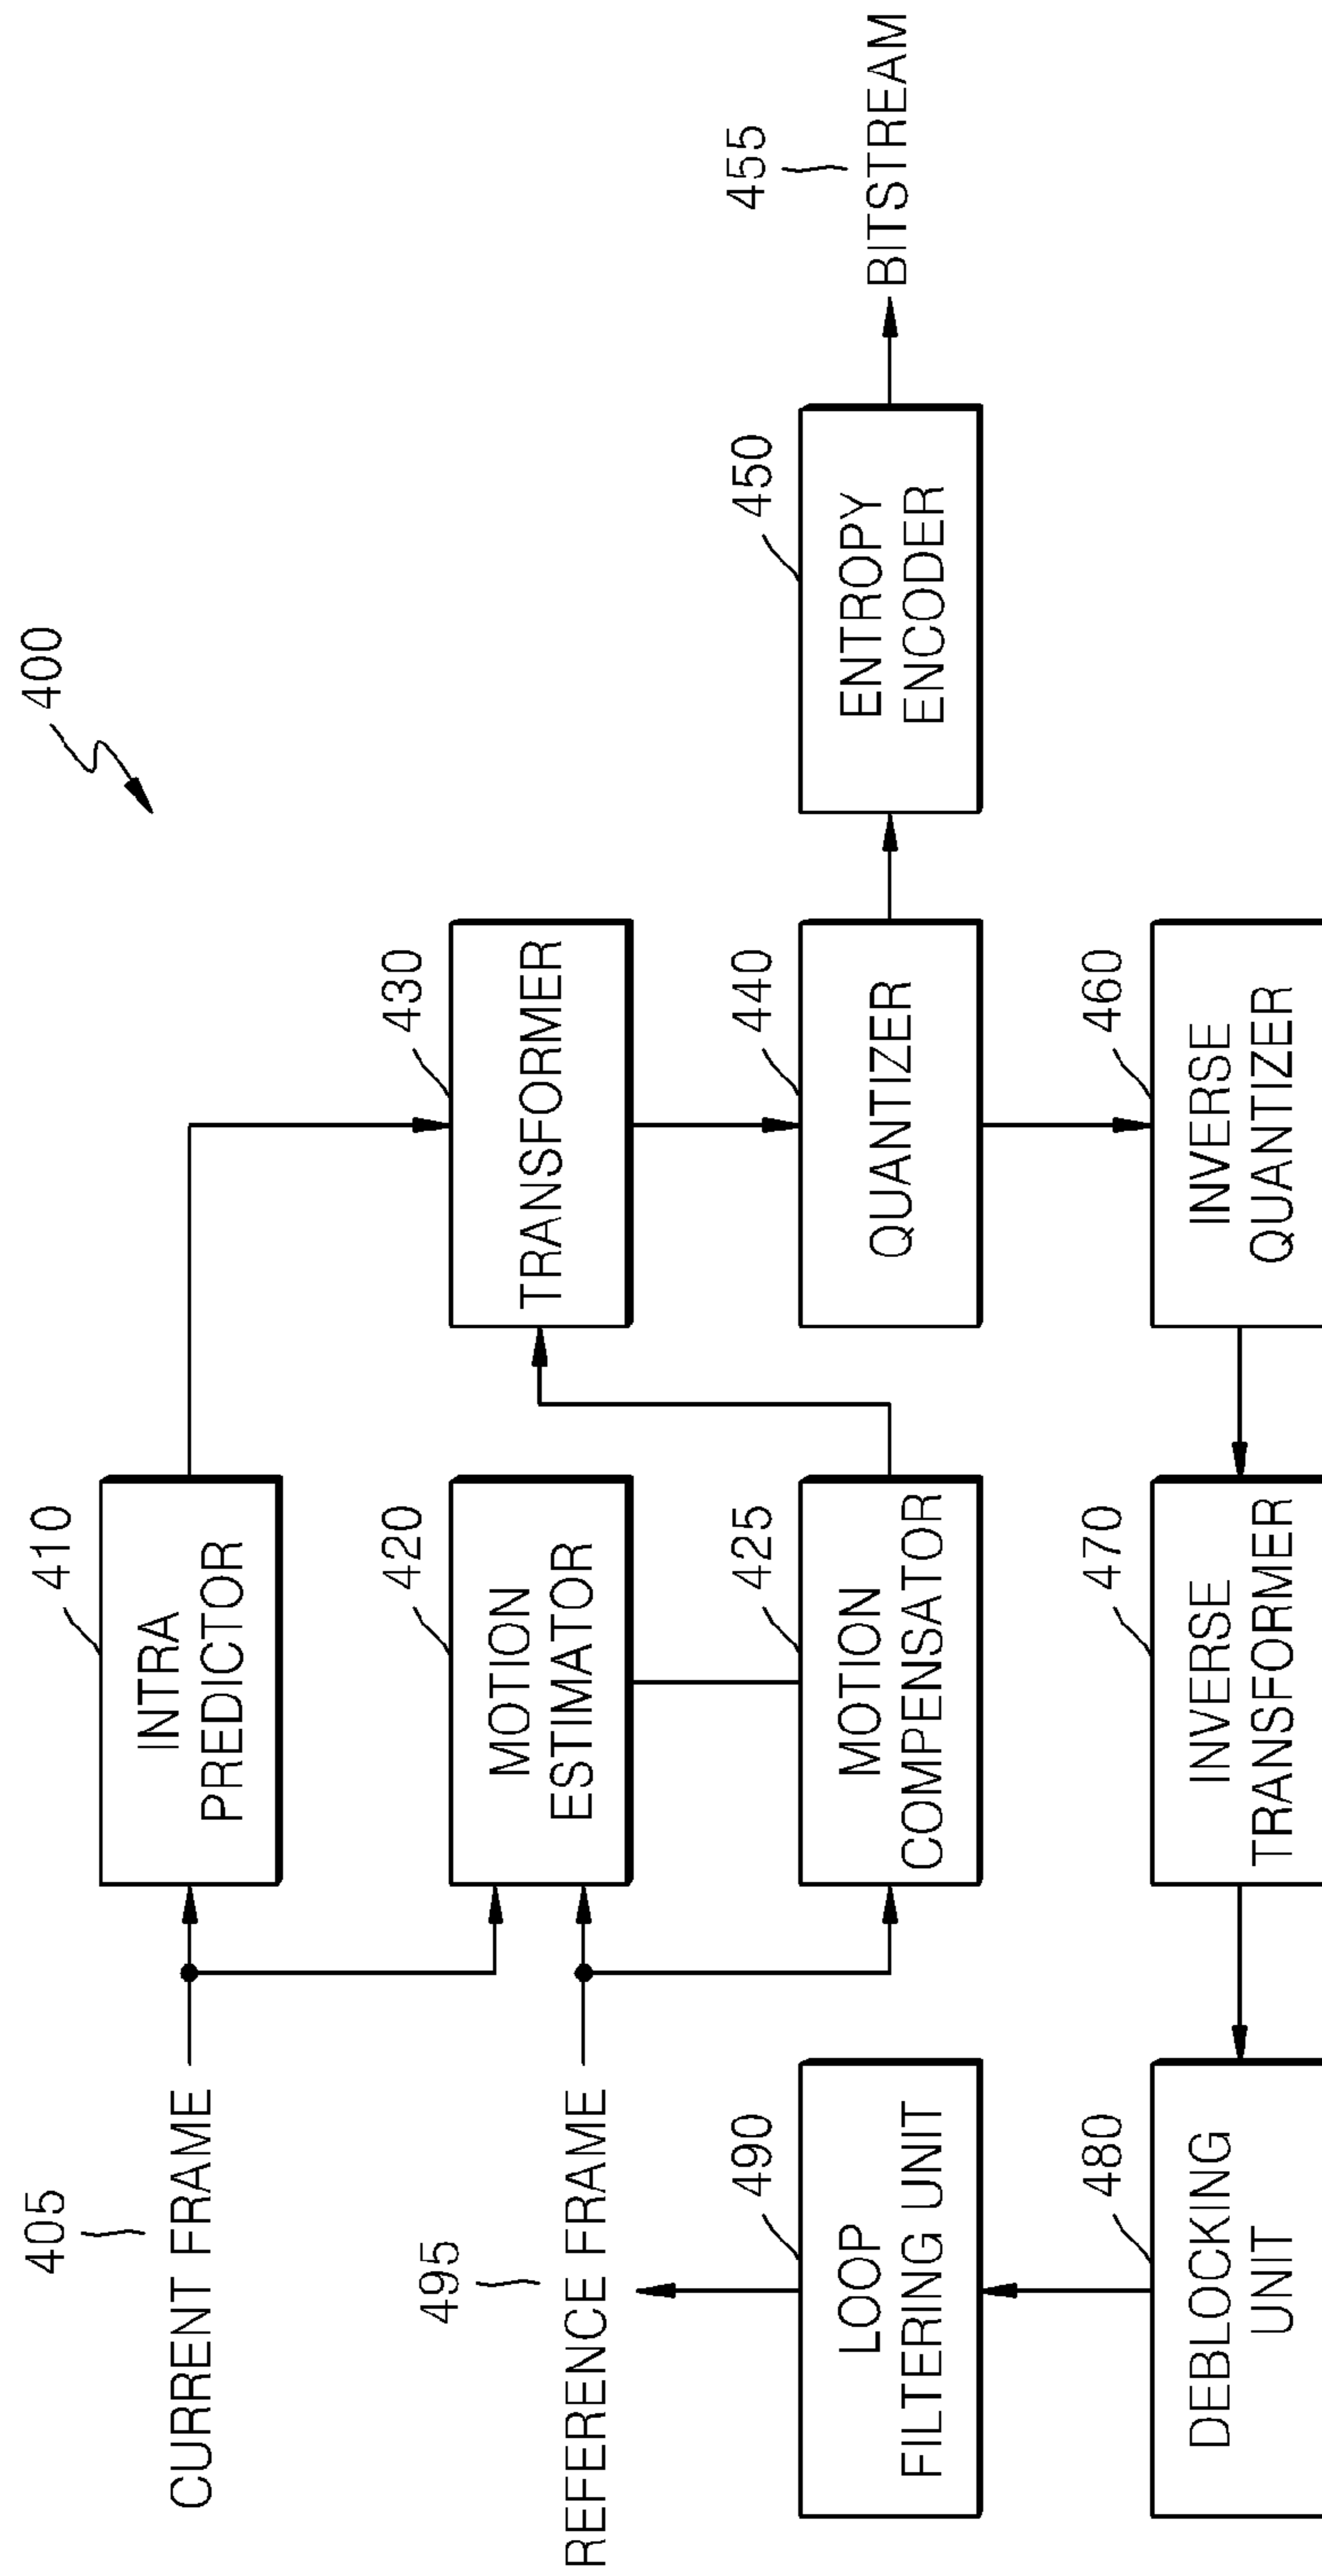 400
405
CURRENT FRAME
410
INTRA
PREDICTOR
495
REFERENCE FRAME
420
MOTION
ESTIMATOR
430
TRANSFORMER
490
LOOP
FILTERING UNIT
425
MOTION
COMPENSATOR
440
QUANTIZER
450
ENTROPY
ENCODER
455
BITSTREAM
480
DEBLOCKING
UNIT
470
INVERSE
TRANSFORMER
460
INVERSE
QUANTIZER